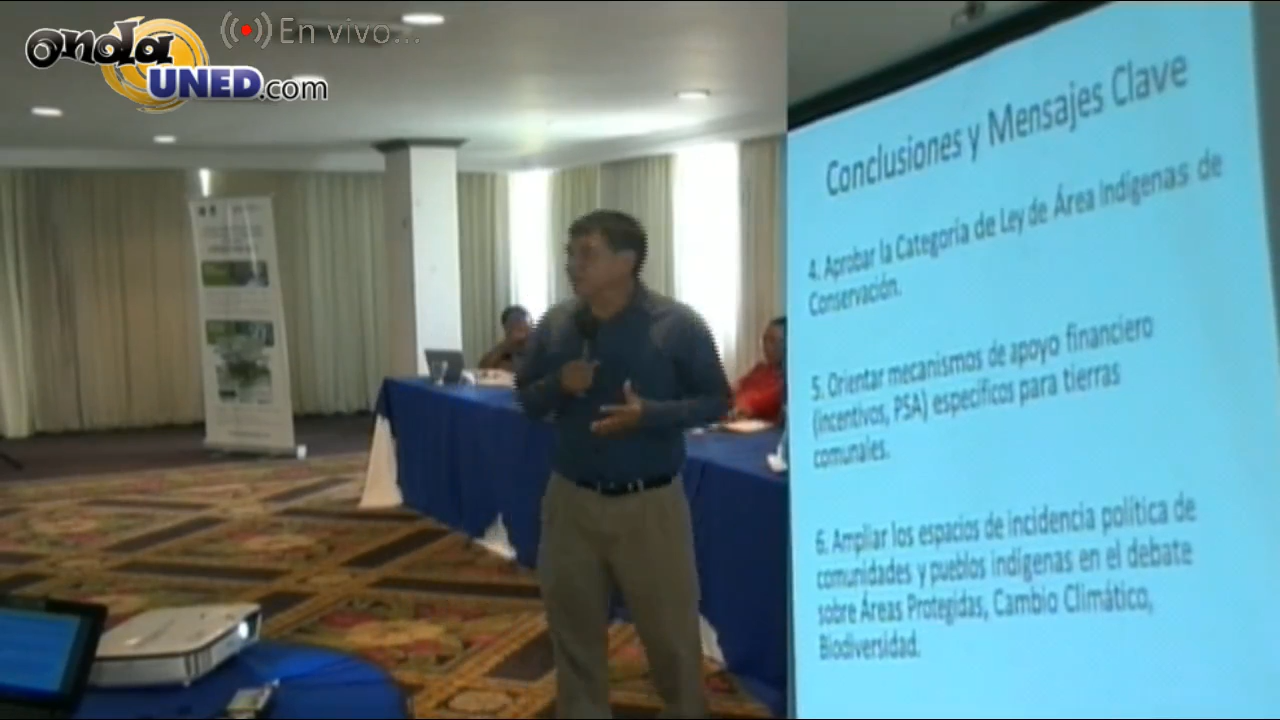 onda
UNED.com
En vivo...
Conclusiones y Mensajes Clave
4. Aprobar la Categoria de Ley de Área Indígenas de
Conservación.
5. Orientar mecanismos de apoyo financiero
(incentivos, PSA) específicos para tierras
comunales.
6. Ampliar los espacios de incidencia política de
comunidades y pueblos indígenas en el debate
sobre Áreas Protegidas, Cambio Climático,
Biodiversidad.